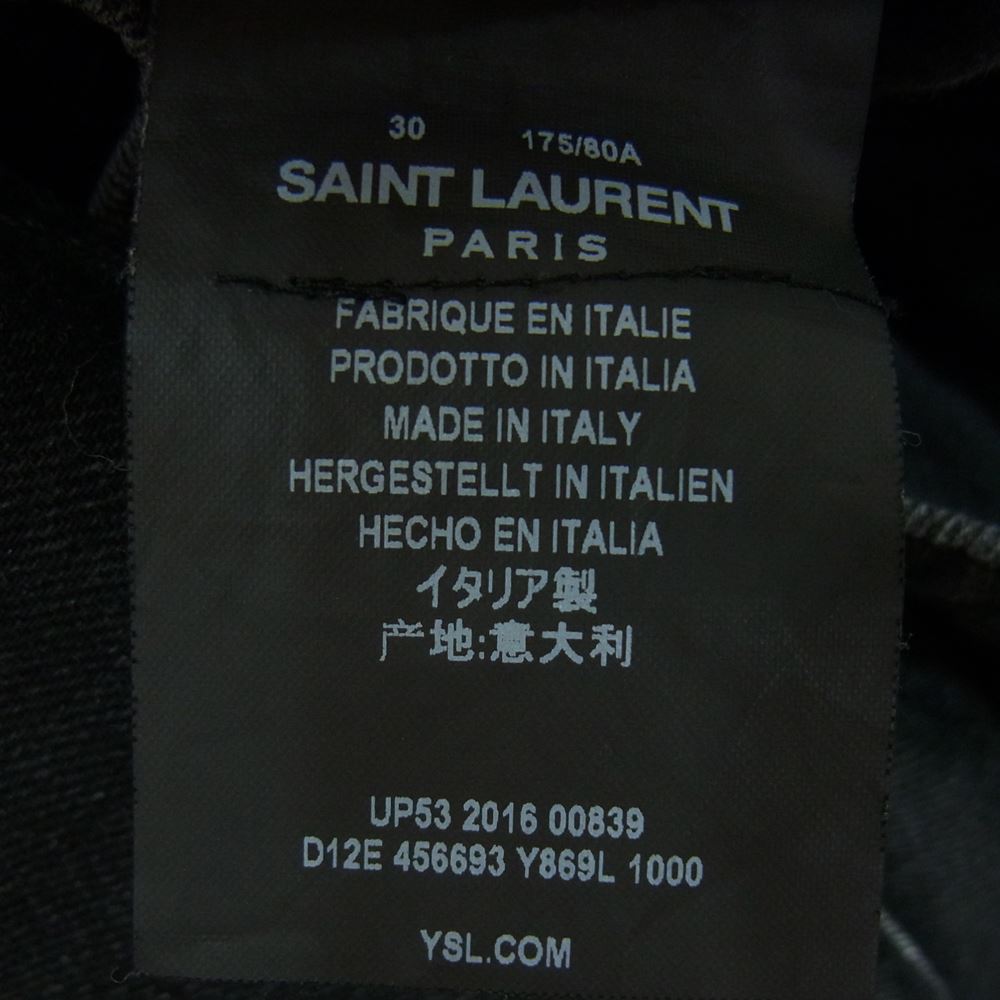 30 175/80A
SAINT LAURENT
PARIS
FABRIQUE EN ITALIE
PRODOTTO IN ITALIA
MADE IN ITALY
HERGESTELLT IN ITALIEN
HECHO EN ITALIA
イタリア製
产地:意大利
UP53 2016 00839
D12E 456693 Y869L 1000
YSL.COM